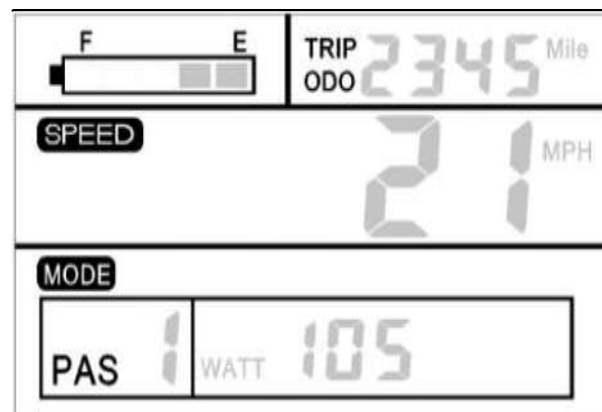 F E TRIP 2345 Mile
ODO
SPEED 21 MPH
MODE
PAS 1 WATT 105